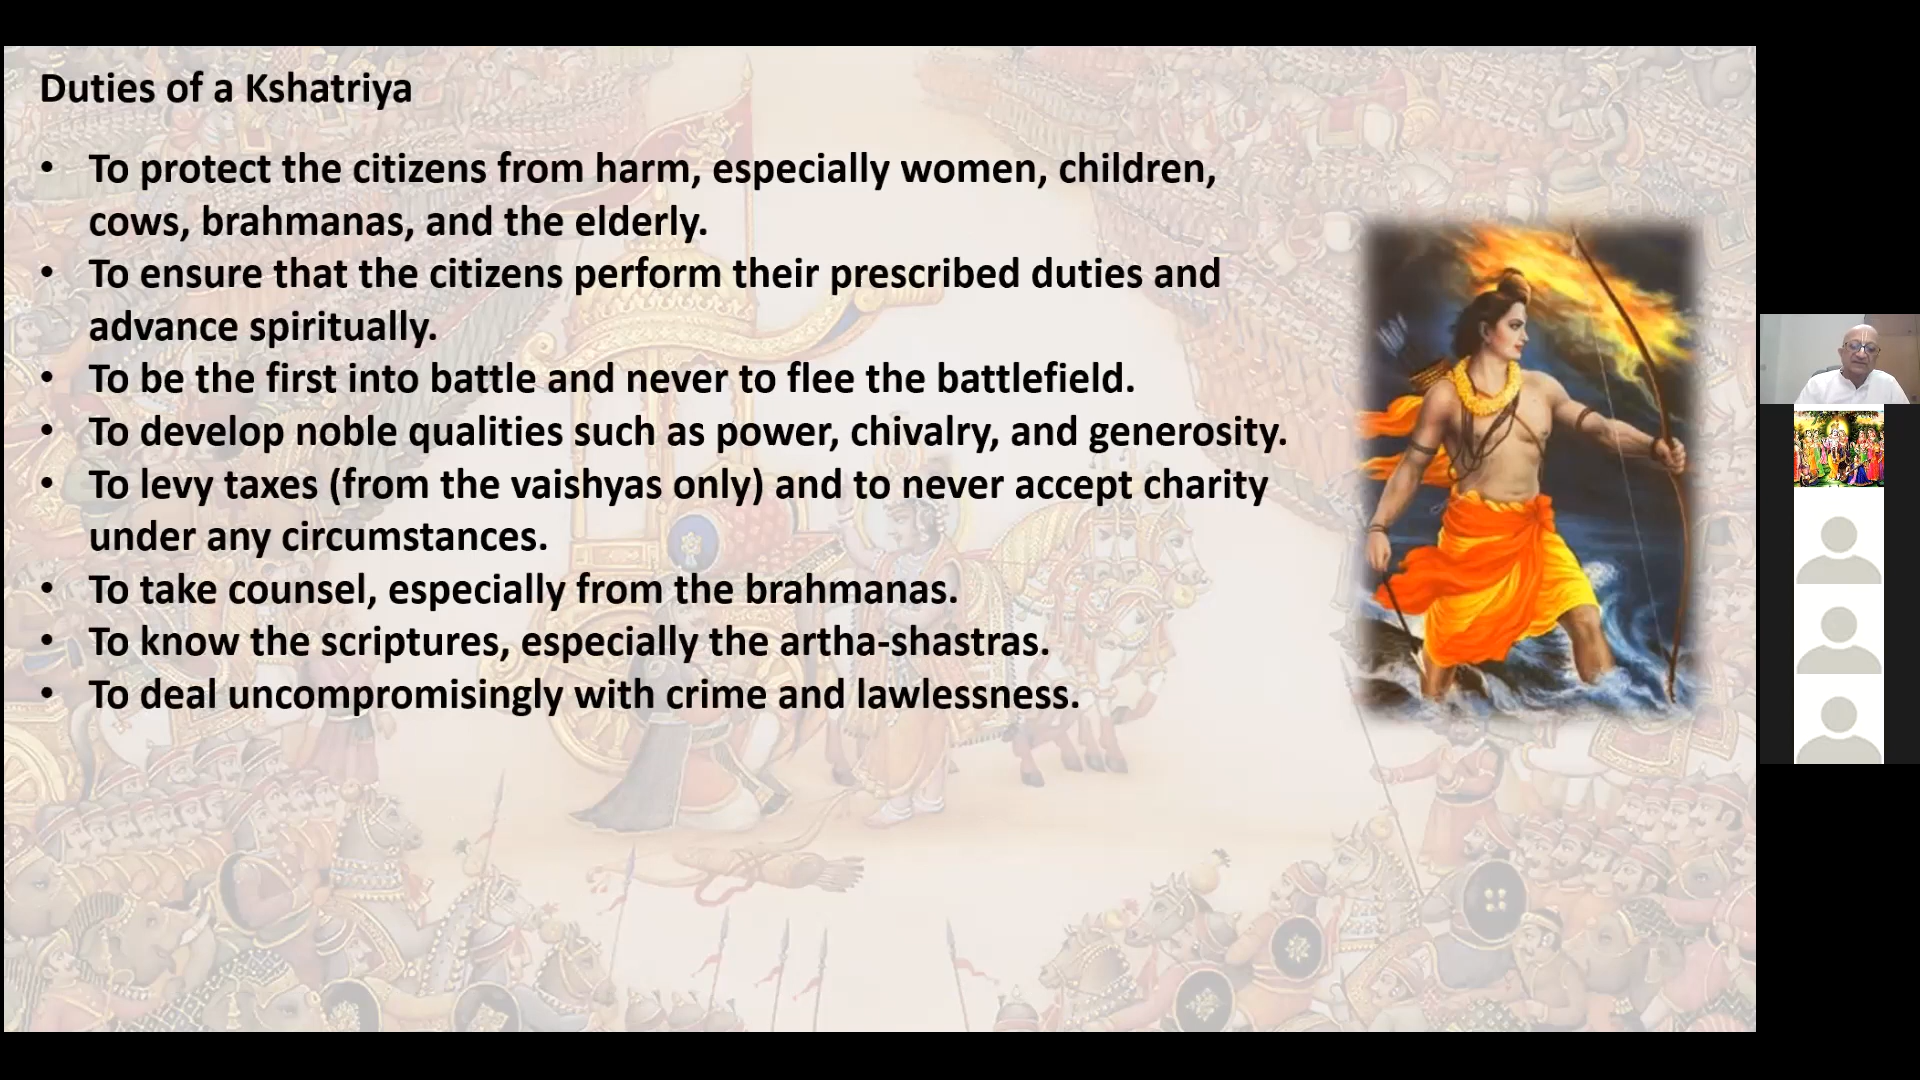 Duties of a Kshatriya
• To protect the citizens from harm, especially women, children,
cows, brahmanas, and the elderly.
• To ensure that the citizens perform their prescribed duties and
advance spiritually.
• To be the first into battle and never to flee the battlefield.
• To develop noble qualities such as power, chivalry, and generosity.
• To levy taxes (from the vaishyas only) and to never accept charity
under any circumstances.
• To take counsel, especially from the brahmanas.
• To know the scriptures, especially the artha-shastras.
• To deal uncompromisingly with crime and lawlessness.